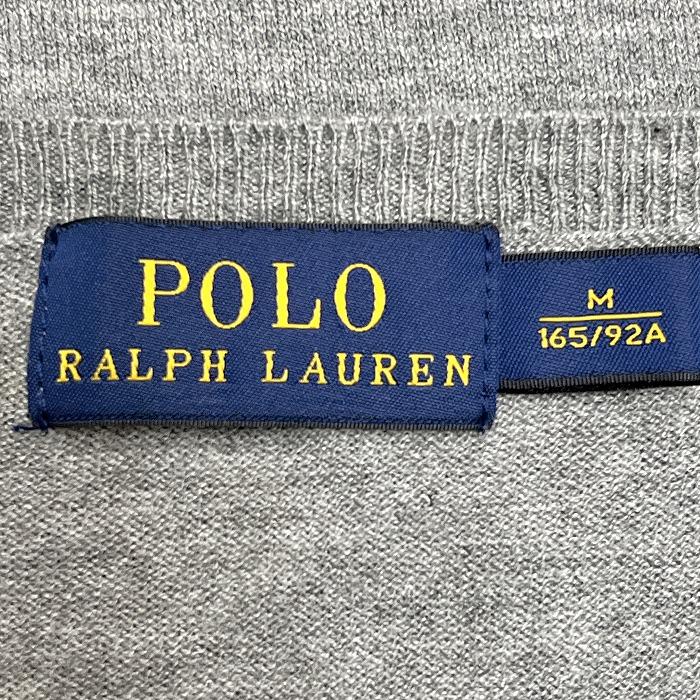 POLO
RALPH LAUREN
M
165/92A